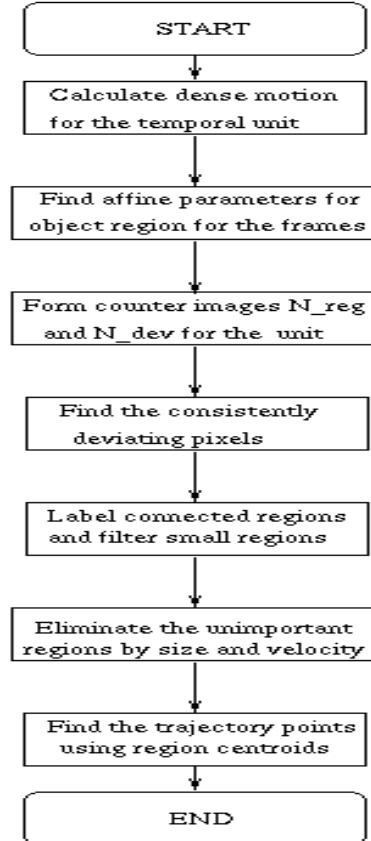 START
Calculate dense motion
for the temporal unit
Find affine parameters for
object region for the frames
Form counter images N_reg
and N_dev for the unit
Find the consistently
deviating pixels
Label connected regions
and filter small regions
Eliminate the unimportant
regions by size and velocity
Find the trajectory points
using region centroids
END